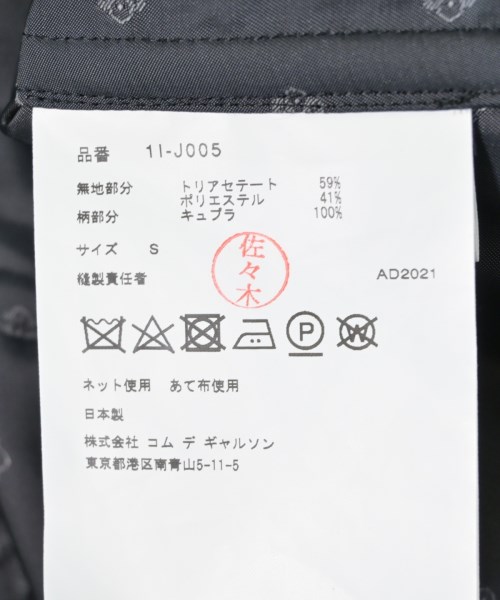 品番 1I-J005
無地部分 トリアセテート 59%
ポリエステル 41%
柄部分 キュプラ 100%
サイズ S
縫製責任者 佐々木 AD2021
P W
ネット使用 あて布使用
日本製
株式会社 コム デ ギャルソン
東京都港区南青山5-11-5